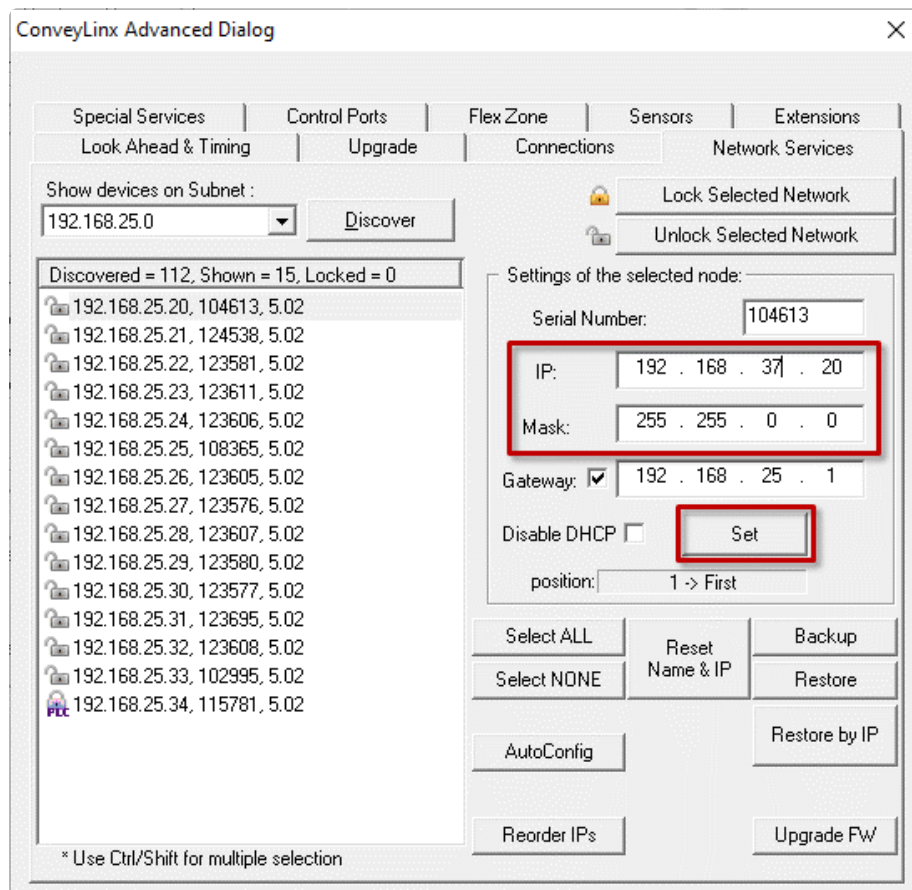 ConveyLinx Advanced Dialog
Special Services Control Ports Flex Zone Sensors Extensions
Look Ahead & Timing Upgrade Connections Network Services
Show devices on Subnet :
192.168.25.0 Discover
Lock Selected Network
Unlock Selected Network
Discovered = 112, Shown = 15, Locked = 0
192.168.25.20, 104613, 5.02
192.168.25.21, 124538, 5.02
192.168.25.22, 123581, 5.02
192.168.25.23, 123611, 5.02
192.168.25.24, 123606, 5.02
192.168.25.25, 108365, 5.02
192.168.25.26, 123605, 5.02
192.168.25.27, 123576, 5.02
192.168.25.28, 123607, 5.02
192.168.25.29, 123580, 5.02
192.168.25.30, 123577, 5.02
192.168.25.31, 123695, 5.02
192.168.25.32, 123608, 5.02
192.168.25.33, 102995, 5.02
PLC 192.168.25.34, 115781, 5.02
* Use Ctrl/Shift for multiple selection
Settings of the selected node:
Serial Number: 104613
IP: 192 . 168 . 37 . 20
Mask: 255 . 255 . 0 . 0
Gateway: 192 . 168 . 25 . 1
Disable DHCP Set
position: 1 -> First
Select ALL
Reset
Name & IP
Backup
Select NONE
Restore
AutoConfig
Restore by IP
Reorder IPs
Upgrade FW